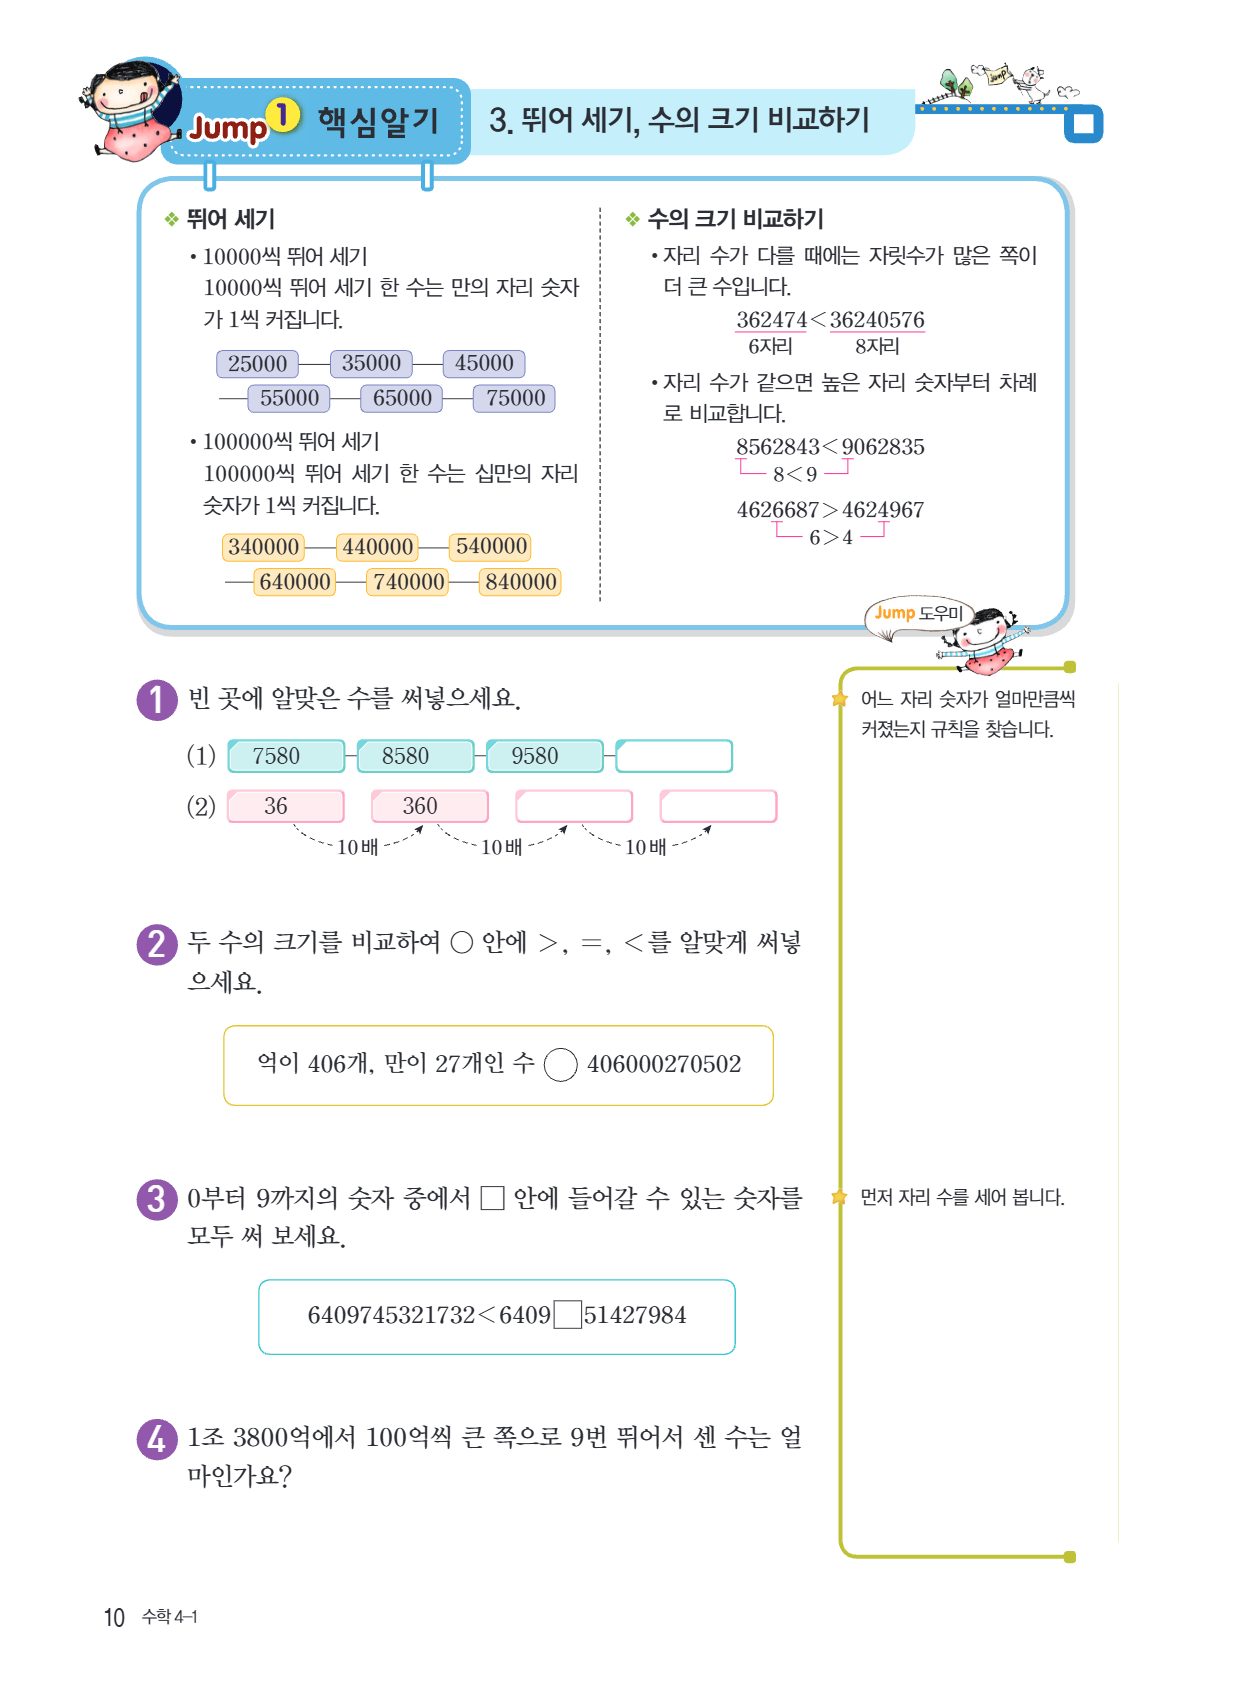 Jump 1 핵심알기 3. 뛰어 세기, 수의 크기 비교하기
Jump
❖ 뛰어 세기
• 10000씩 뛰어 세기
10000씩 뛰어 세기 한 수는 만의 자리 숫자
가 1씩 커집니다.
25000 35000 45000
55000 65000 75000
• 100000씩 뛰어 세기
100000씩 뛰어 세기 한 수는 십만의 자리
숫자가 1씩 커집니다.
340000 440000 540000
640000 740000 840000
❖ 수의 크기 비교하기
• 자리 수가 다를 때에는 자릿수가 많은 쪽이
더 큰 수입니다.
362474<36240576
6자리 8자리
• 자리 수가 같으면 높은 자리 숫자부터 차례
로 비교합니다.
8562843<9062835
8<9
4626687>4624967
6>4
Jump 도우미
1 빈 곳에 알맞은 수를 써넣으세요.
(1) 7580 8580 9580
(2) 36 360
10배 10배 10배
어느 자리 숫자가 얼마만큼씩
커졌는지 규칙을 찾습니다.
2 두 수의 크기를 비교하여 ○ 안에 >, =, <를 알맞게 써넣
으세요.
억이 406개, 만이 27개인 수 ○ 406000270502
3 0부터 9까지의 숫자 중에서 □ 안에 들어갈 수 있는 숫자를
모두 써 보세요.
6409745321732<6409□51427984
먼저 자리 수를 세어 봅니다.
4 1조 3800억에서 100억씩 큰 쪽으로 9번 뛰어서 센 수는 얼
마인가요?
10 수학 4-1